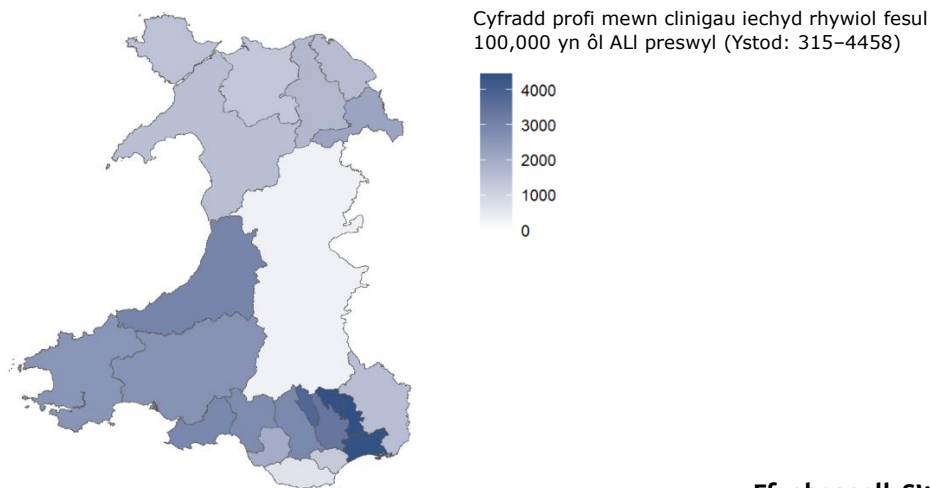 Cyfradd profi mewn clinigau iechyd rhywiol fesul
100,000 yn ôl ALl preswyl (Ystod: 315–4458)
4000
3000
2000
1000
0